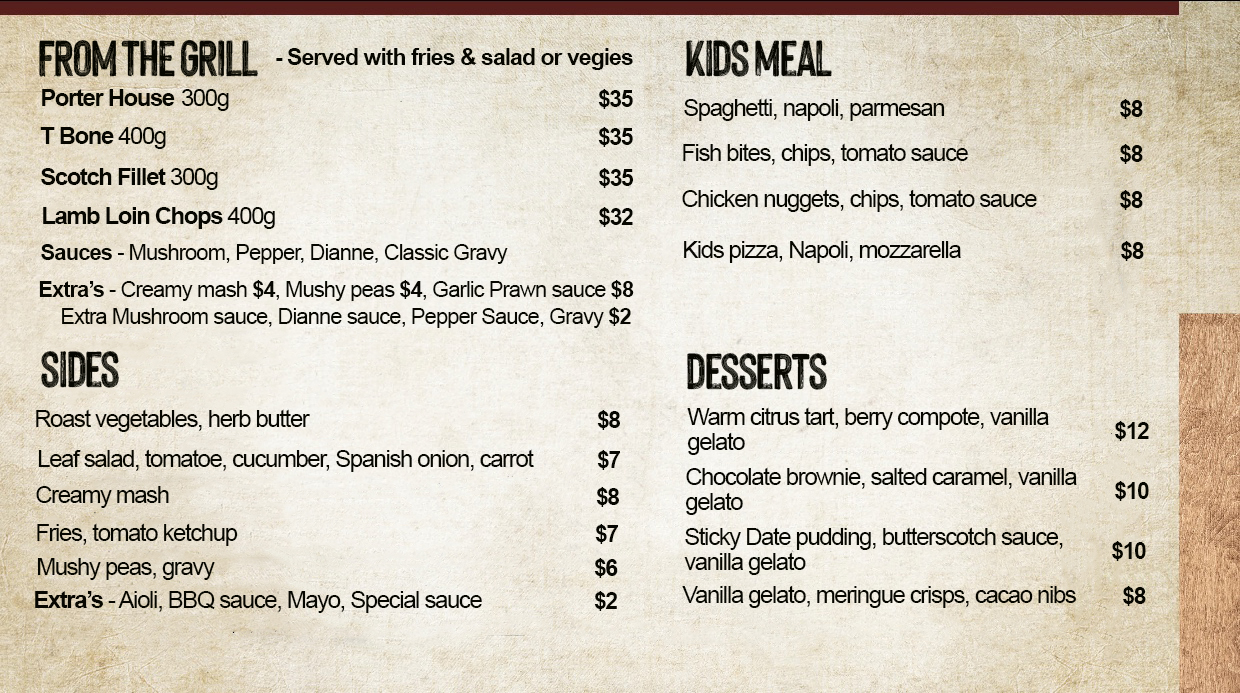 FROM THE GRILL - Served with fries & salad or vegies
Porter House 300g $35
T Bone 400g $35
Scotch Fillet 300g $35
Lamb Loin Chops 400g $32
Sauces - Mushroom, Pepper, Dianne, Classic Gravy
Extra's - Creamy mash $4, Mushy peas $4, Garlic Prawn sauce $8
Extra Mushroom sauce, Dianne sauce, Pepper Sauce, Gravy $2
SIDES
Roast vegetables, herb butter $8
Leaf salad, tomatoe, cucumber, Spanish onion, carrot $7
Creamy mash $8
Fries, tomato ketchup $7
Mushy peas, gravy $6
Extra's - Aioli, BBQ sauce, Mayo, Special sauce $2
KIDS MEAL
Spaghetti, napoli, parmesan $8
Fish bites, chips, tomato sauce $8
Chicken nuggets, chips, tomato sauce $8
Kids pizza, Napoli, mozzarella $8
DESSERTS
Warm citrus tart, berry compote, vanilla
gelato $12
Chocolate brownie, salted caramel, vanilla
gelato $10
Sticky Date pudding, butterscotch sauce,
vanilla gelato $10
Vanilla gelato, meringue crisps, cacao nibs $8